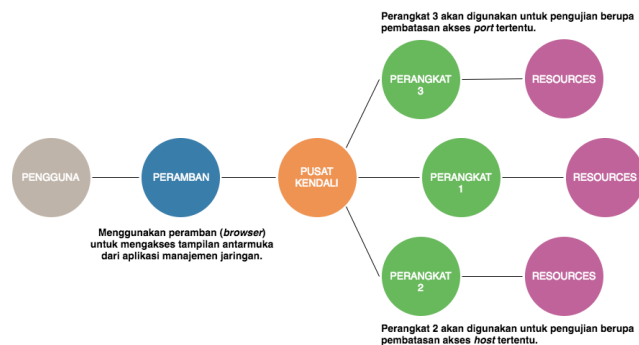 Perangkat 3 akan digunakan untuk pengujian berupa
pembatasan akses port tertentu.
PERANGKAT
3
RESOURCES
PENGGUNA
PERAMBAN
PUSAT
KENDALI
PERANGKAT
1
RESOURCES
Menggunakan peramban (browser)
untuk mengakses tampilan antarmuka
dari aplikasi manajemen jaringan.
PERANGKAT
2
RESOURCES
Perangkat 2 akan digunakan untuk pengujian berupa
pembatasan akses host tertentu.